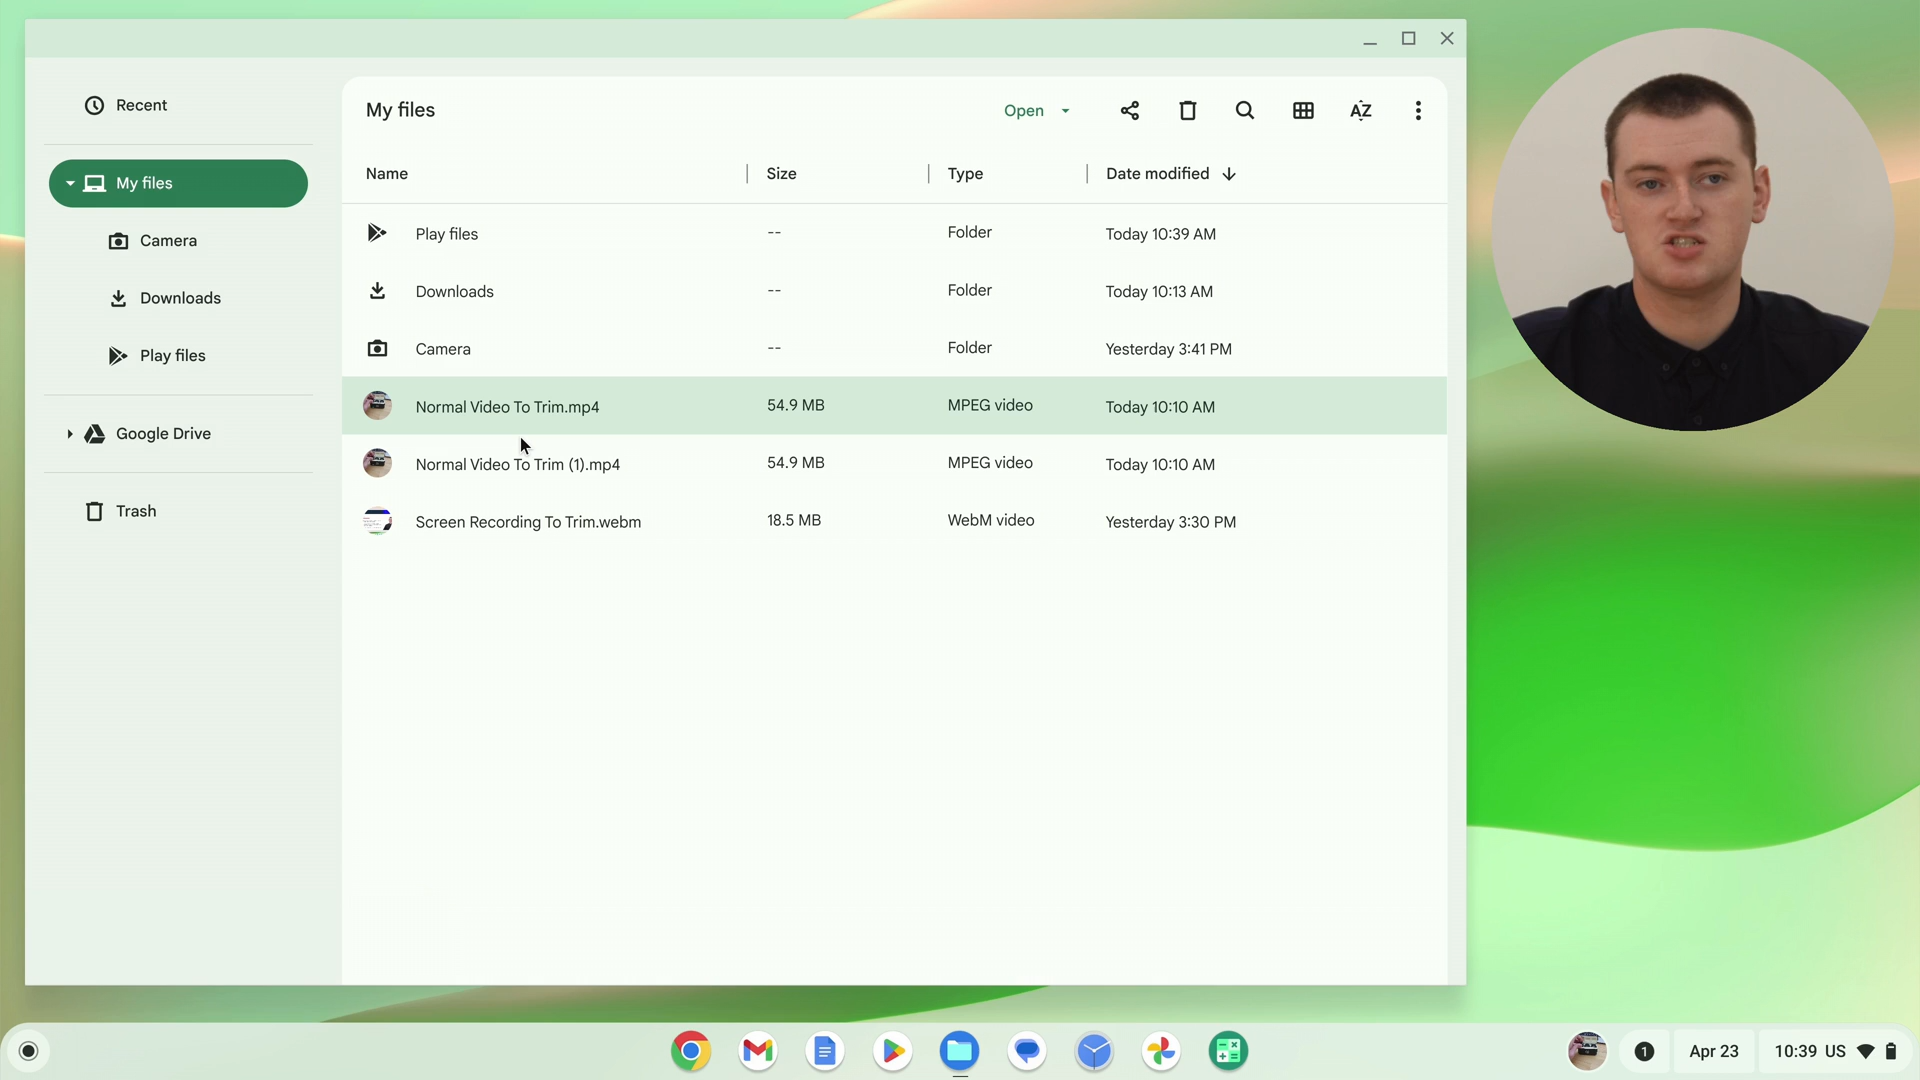 Recent
My files
Camera
Downloads
Play files
Google Drive
Trash
My files
Open
AZ
Name Size Type Date modified
Play files -- Folder Today 10:39 AM
Downloads -- Folder Today 10:13 AM
Camera -- Folder Yesterday 3:41 PM
Normal Video To Trim.mp4 54.9 MB MPEG video Today 10:10 AM
Normal Video To Trim (1).mp4 54.9 MB MPEG video Today 10:10 AM
Screen Recording To Trim.webm 18.5 MB WebM video Yesterday 3:30 PM
1 Apr 23 10:39 US